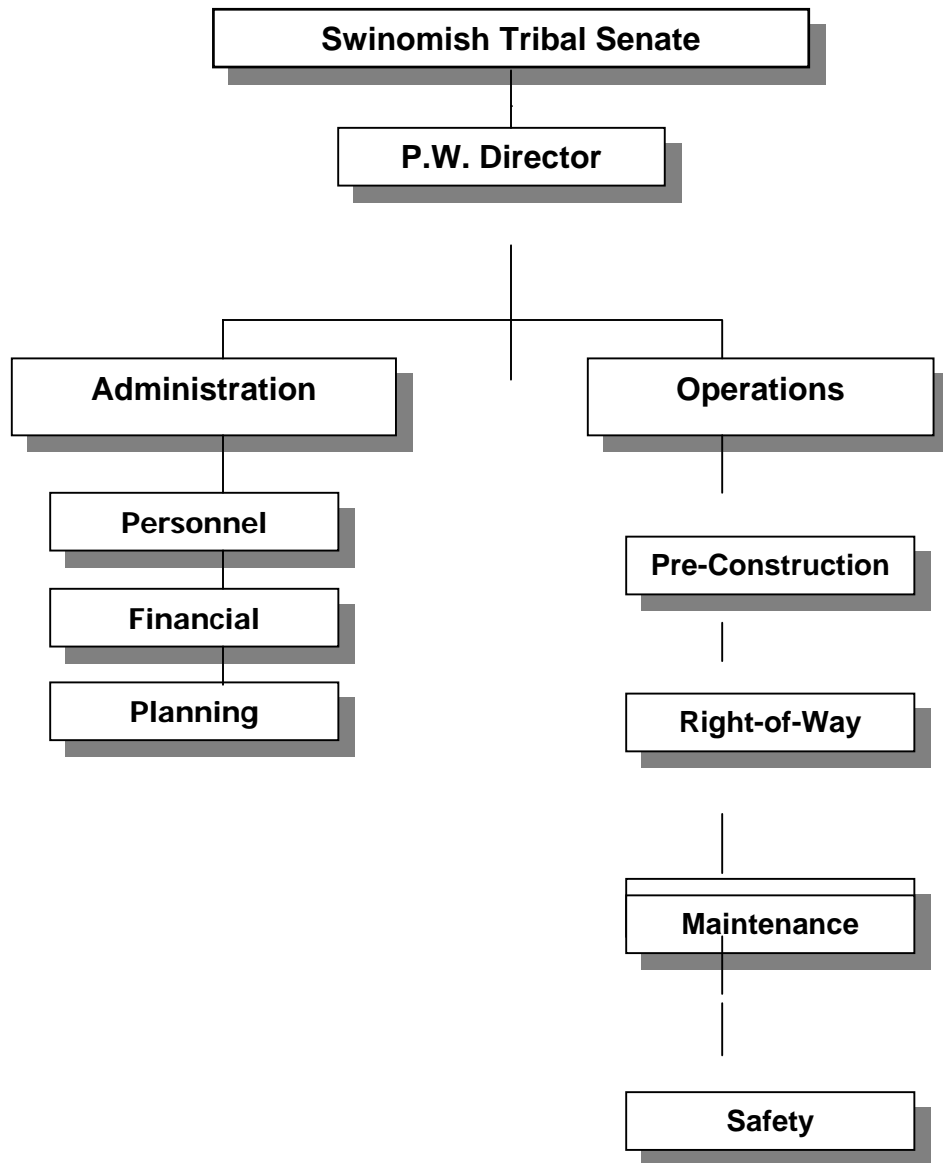 Swinomish Tribal Senate
P.W. Director
Administration
Operations
Personnel
Financial
Planning
Pre-Construction
Right-of-Way
Maintenance
Safety